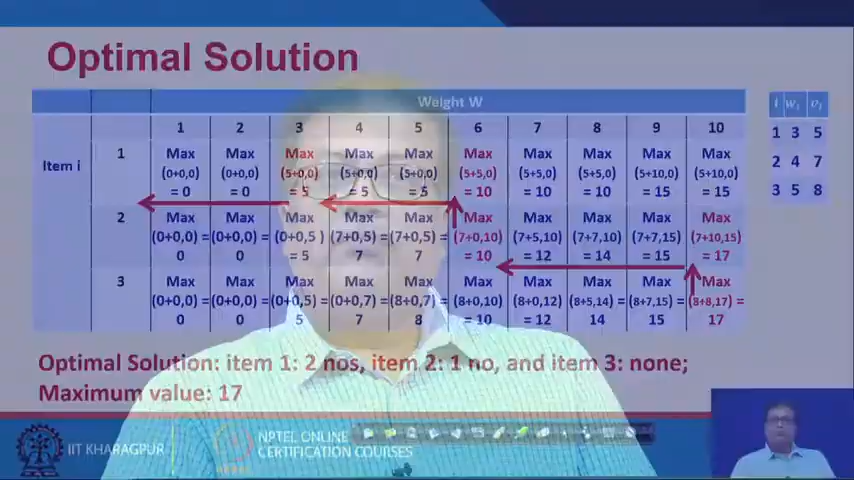 Optimal Solution
Weight W
i wi vi
1 2 3 4 5 6 7 8 9 10
1 3 5
Item i
1 Max Max Max Max Max Max Max Max Max Max
2 4 7
(0+0,0) (0+0,0) (5+0,0) (5+0,0) (5+0,0) (5+5,0) (5+5,0) (5+5,0) (5+10,0) (5+10,0)
= 0 = 0 = 5 = 5 = 5 = 10 = 10 = 10 = 15 = 15
3 5 8
2 Max Max Max Max Max Max Max Max Max Max
(0+0,0) = (0+0,0) = (0+0,5) (7+0,5) = (7+0,5) = (7+0,10) (7+5,10) (7+7,10) (7+7,15) (7+10,15)
0 0 = 5 7 7 = 10 = 12 = 14 = 15 = 17
3 Max Max Max Max Max Max Max Max Max Max
(0+0,0) = (0+0,0) = (0+0,5) = (0+0,7) = (8+0,7) = (8+0,10) (8+0,12) (8+5,14) = (8+7,15) = (8+8,17) =
0 0 5 7 8 = 10 = 12 14 15 17
Optimal Solution: item 1: 2 nos, item 2: 1 no, and item 3: none;
Maximum value: 17
IIT KHARAGPUR
NPTEL ONLINE
CERTIFICATION COURSES